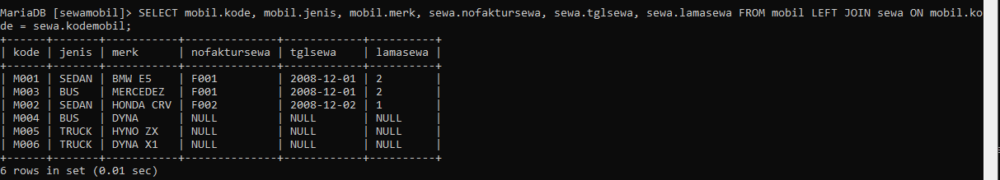 MariaDB [sewamobil]> SELECT mobil.kode, mobil.jenis, mobil.merk, sewa.nofaktursewa, sewa.tglsewa, sewa.lamasewa FROM mobil LEFT JOIN sewa ON mobil.ko
de = sewa.kodemobil;
+------+-------+-----------+--------------+------------+----------+
| kode | jenis | merk      | nofaktursewa | tglsewa    | lamasewa |
+------+-------+-----------+--------------+------------+----------+
| M001 | SEDAN | BMW E5    | F001         | 2008-12-01 | 2        |
| M003 | BUS   | MERCEDEZ  | F001         | 2008-12-01 | 2        |
| M002 | SEDAN | HONDA CRV | F002         | 2008-12-02 | 1        |
| M004 | BUS   | DYNA      | NULL         | NULL       | NULL     |
| M005 | TRUCK | HYNO ZX   | NULL         | NULL       | NULL     |
| M006 | TRUCK | DYNA X1   | NULL         | NULL       | NULL     |
+------+-------+-----------+--------------+------------+----------+
6 rows in set (0.01 sec)